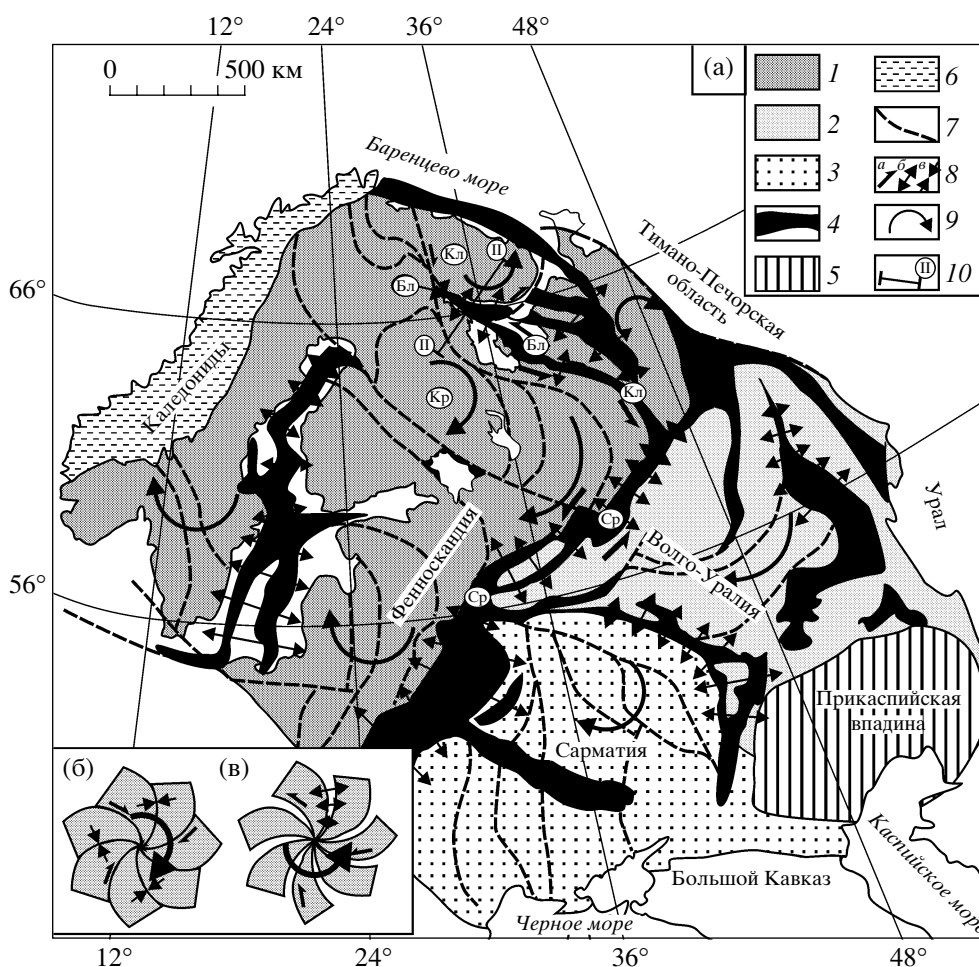 12° 24° 36° 48°
0 500 км
(а)
1 6
2 7
3 а б в 8
4 9
5 II 10
Баренцево море
Тимано-Печорская
область
Кл II
Бл
66°
II Бл
Кл
Кр
Каледониды
Урал
Ср
Фенноскандия
Волго-Уралия
56°
Ср
Прикаспийская
впадина
Сарматия
(б) (в)
Каспийское море
Большой Кавказ
Черное море
12° 24° 36° 48°